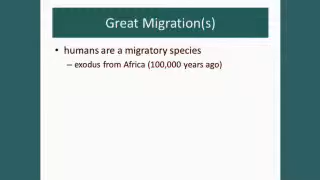 Great Migration(s)
• humans are a migratory species
– exodus from Africa (100,000 years ago)